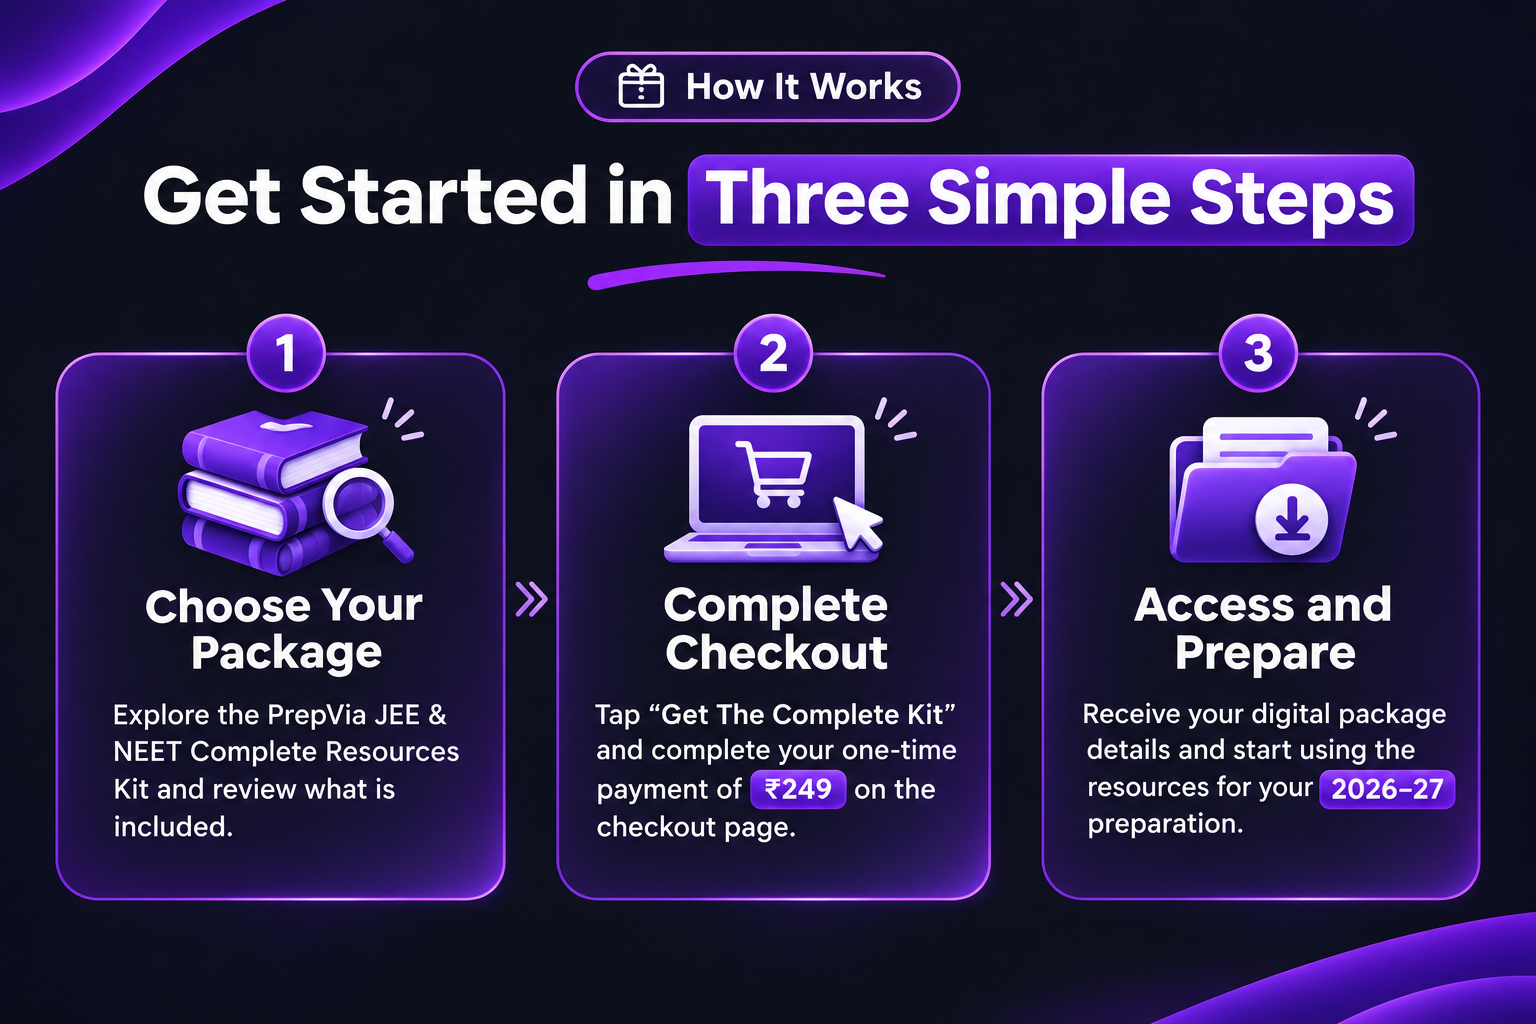 How It Works
Get Started in Three Simple Steps
1
Choose Your
Package
Explore the PrepVia JEE &
NEET Complete Resources
Kit and review what is
included.
2
Complete
Checkout
Tap “Get The Complete Kit”
and complete your one-time
payment of ₹249 on the
checkout page.
3
Access and
Prepare
Receive your digital package
details and start using the
resources for your 2026–27
preparation.